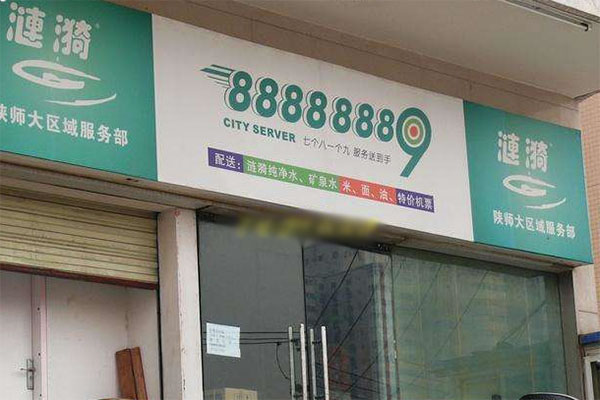 漣漪
陕师大区域服务部
88888889
CITY SERVER 七个八一个九 服务送到手
配送：涟漪纯净水、矿泉水 米、面、油、特价机票
漣漪
陕师大区域服务部